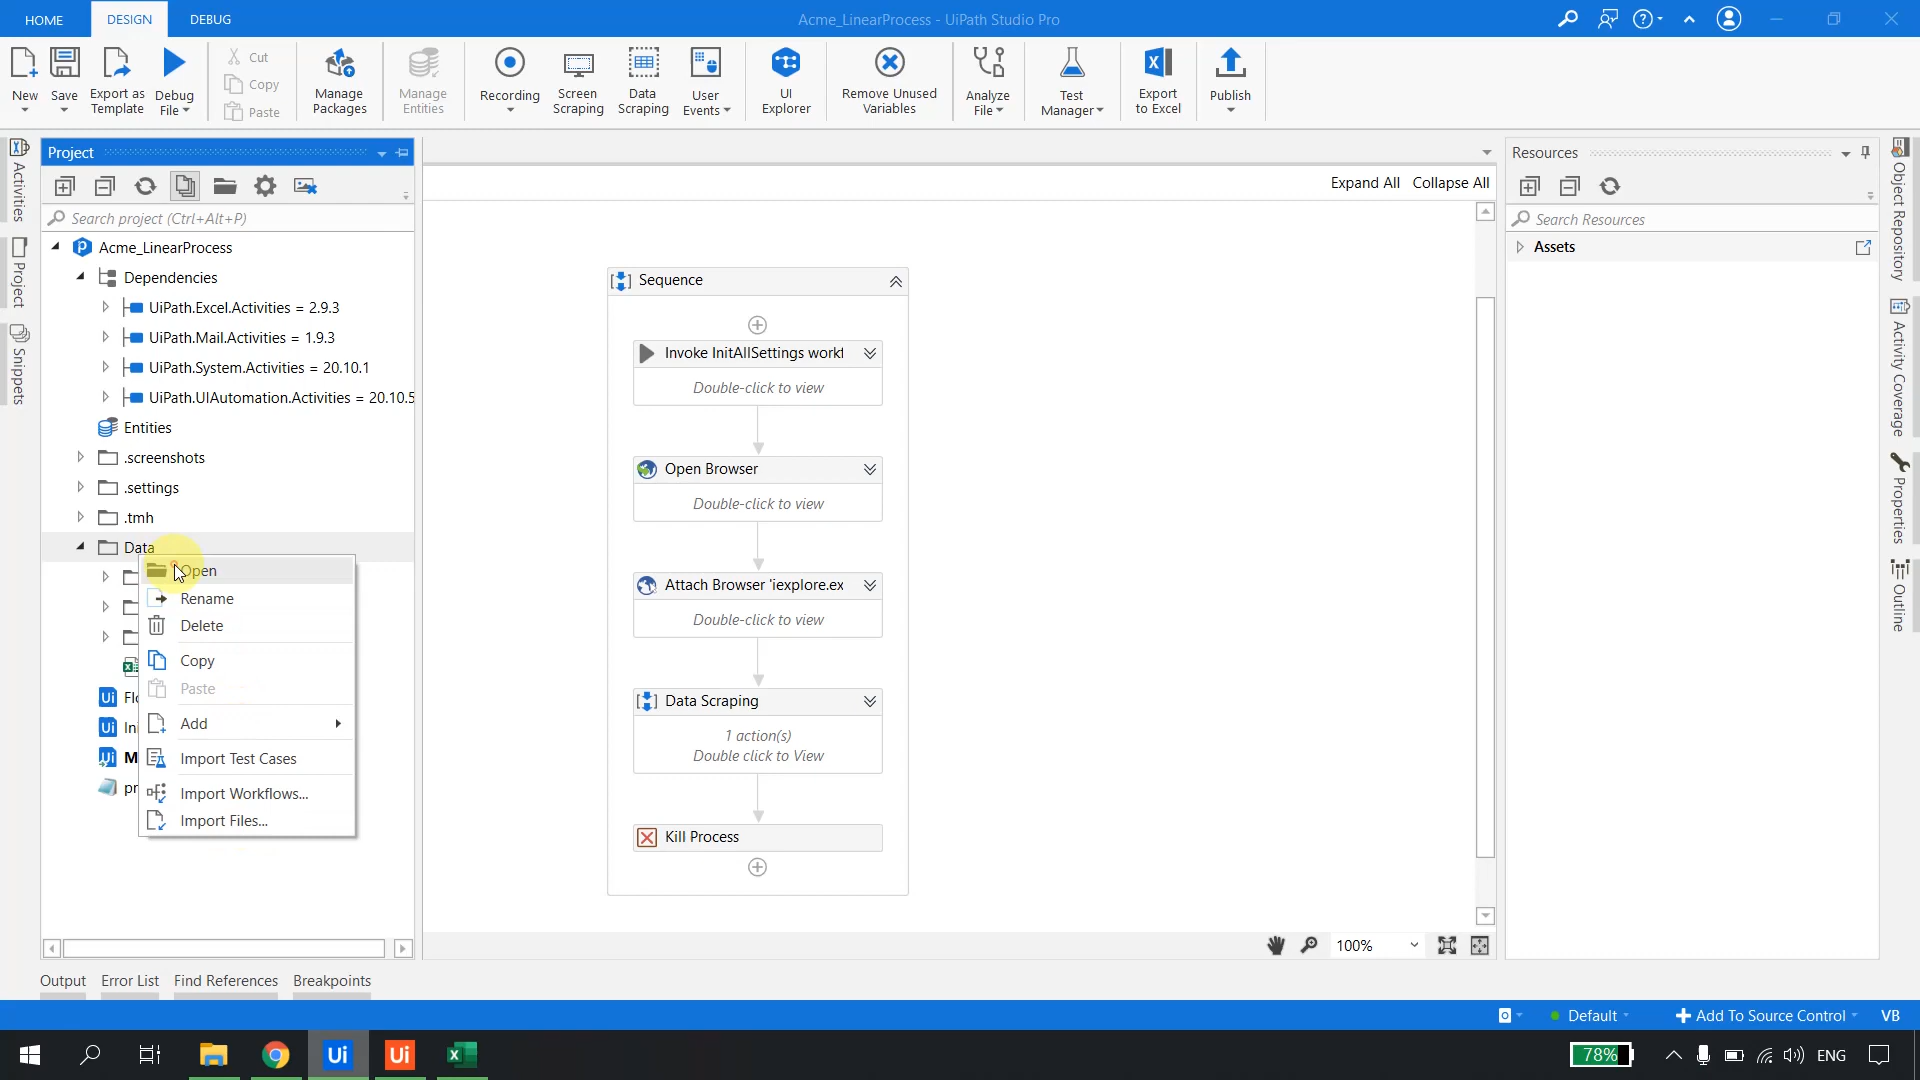 HOME
DESIGN
DEBUG
Acme_LinearProcess - UiPath Studio Pro
New
Save
Export as
Template
Debug
File
Cut
Copy
Paste
Manage
Packages
Manage
Entities
Recording
Screen
Scraping
Data
Scraping
User
Events
UI
Explorer
Remove Unused
Variables
Analyze
File
Test
Manager
Export
to Excel
Publish
Activities
Project
Snippets
Project
Search project (Ctrl+Alt+P)
Acme_LinearProcess
Dependencies
UiPath.Excel.Activities = 2.9.3
UiPath.Mail.Activities = 1.9.3
UiPath.System.Activities = 20.10.1
UiPath.UIAutomation.Activities = 20.10.5
Entities
.screenshots
.settings
.tmh
Data
Open
Rename
Delete
Copy
Paste
Add
Import Test Cases
Import Workflows...
Import Files...
Expand All Collapse All
Sequence
Invoke InitAllSettings workf
Double-click to view
Open Browser
Double-click to view
Attach Browser 'iexplore.ex
Double-click to view
Data Scraping
1 action(s)
Double click to View
Kill Process
100%
Resources
Search Resources
Assets
Object Repository
Activity Coverage
Properties
Outline
Output
Error List
Find References
Breakpoints
Default
Add To Source Control
VB
78%
ENG